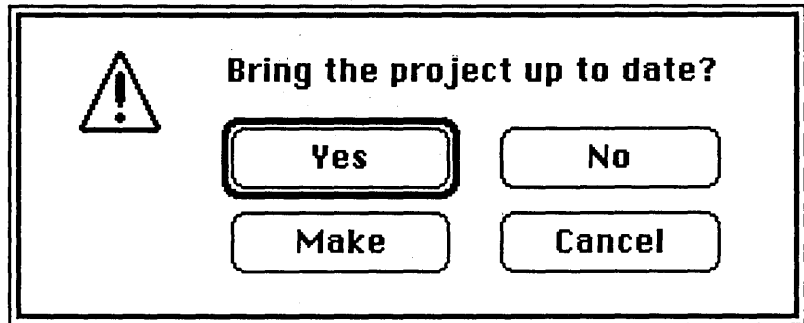 Bring the project up to date?
Yes No
Make Cancel